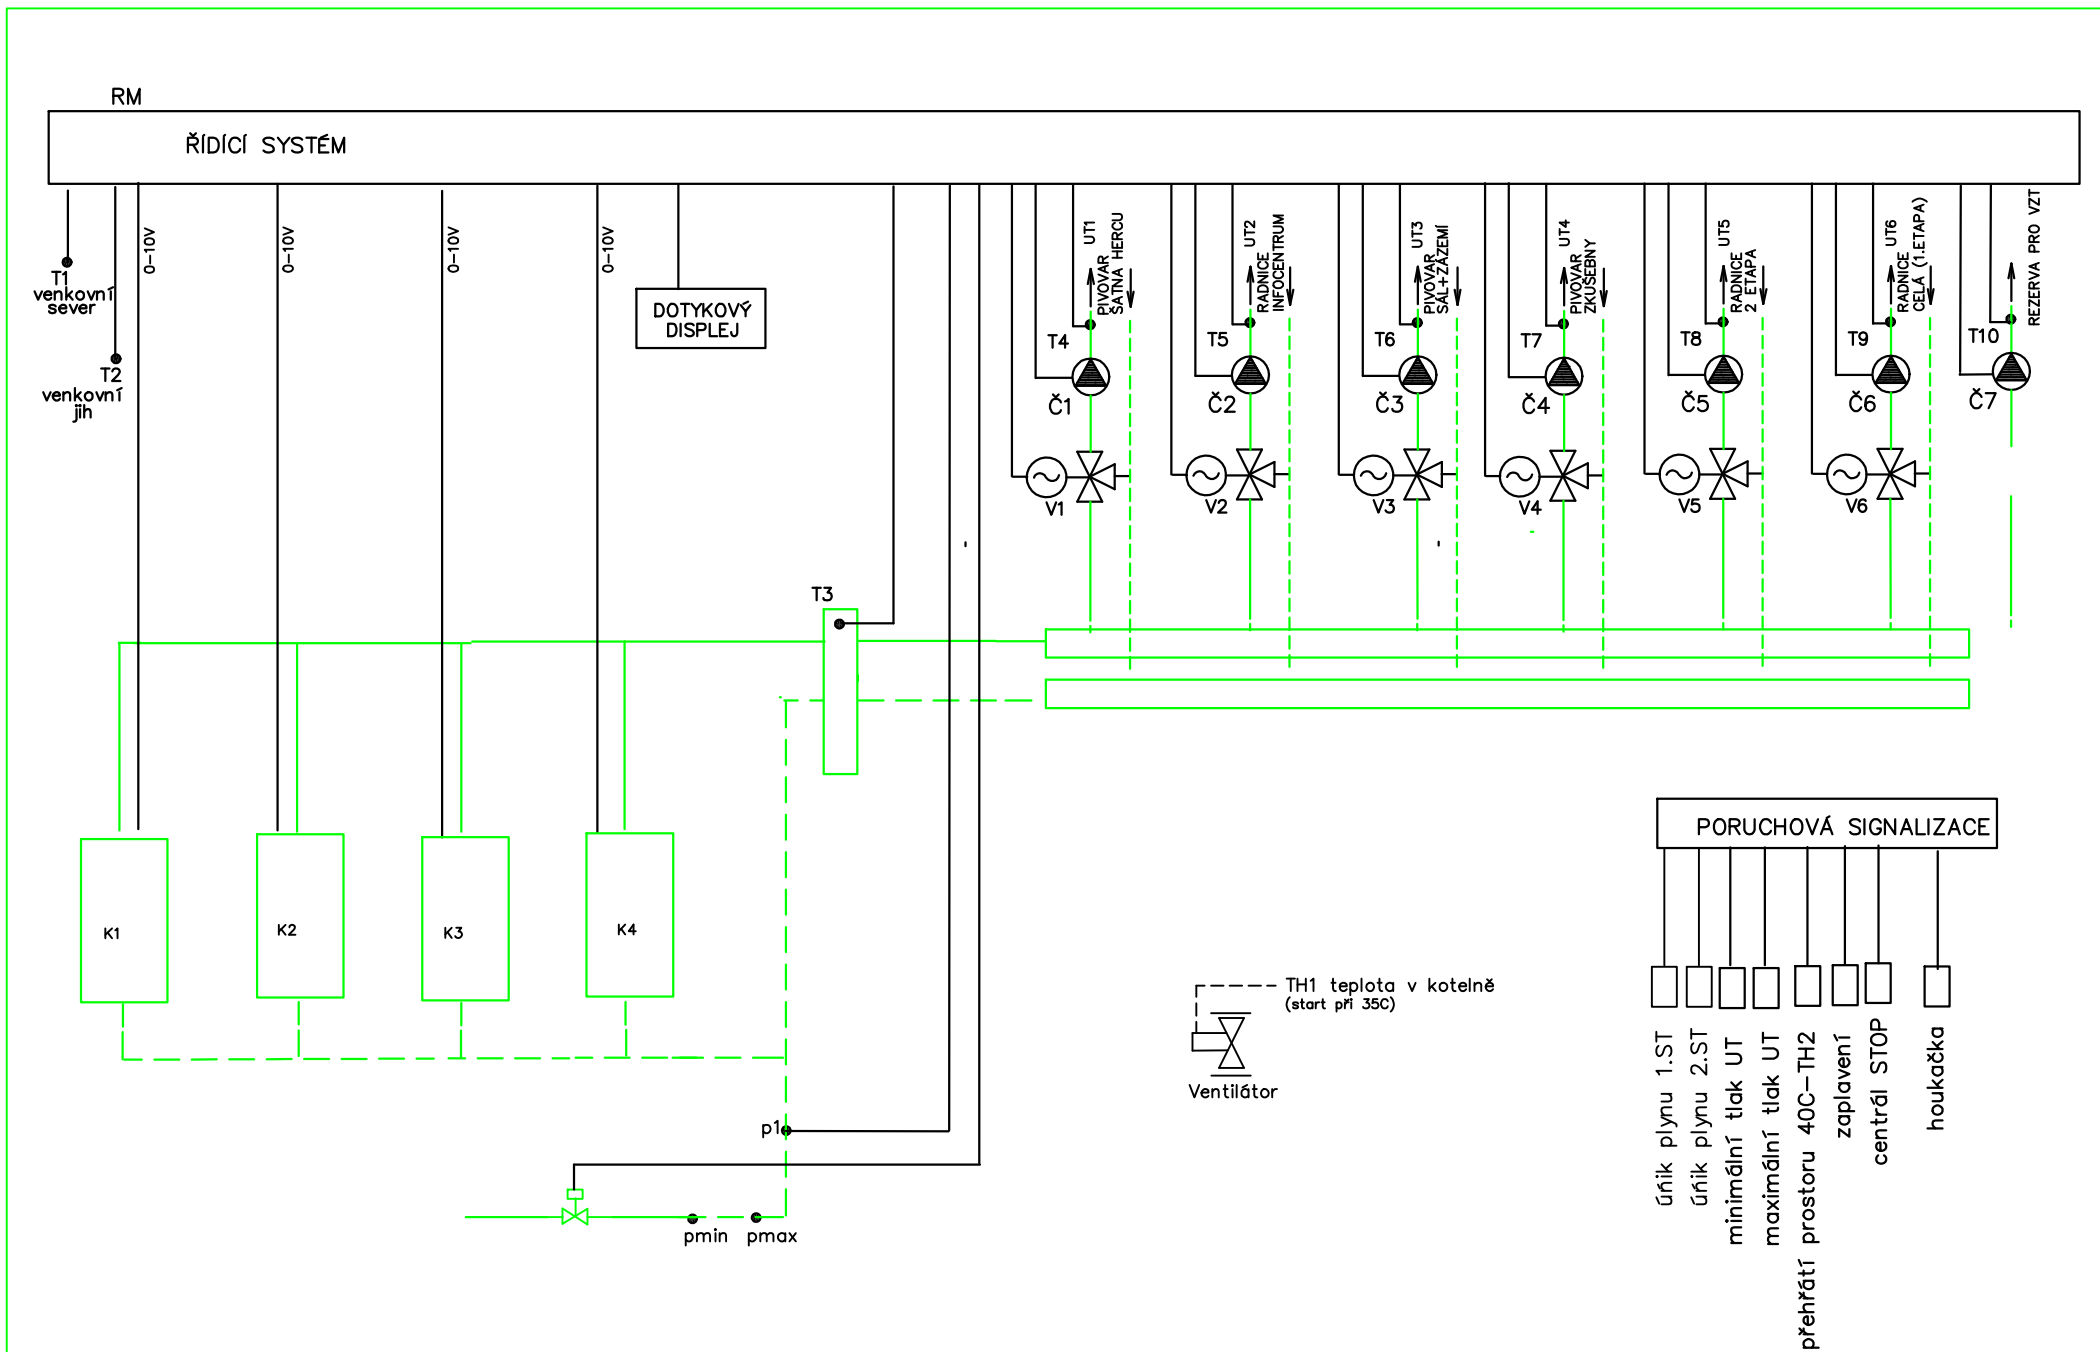 RM
ŘÍDÍCÍ SYSTÉM
T1
venkovní
sever
T2
venkovní
jih
0-10V
0-10V
0-10V
0-10V
DOTYKOVÝ
DISPLEJ
UT1
PIVOVAR
ŠATNA HERCU
T4
Č1
V1
UT2
RADNICE
INFOCENTRUM
T5
Č2
V2
UT3
PIVOVAR
SÁL+ZÁZEMÍ
T6
Č3
V3
UT4
PIVOVAR
ZKUŠEBNY
T7
Č4
V4
UT5
RADNICE
2 ETAPA
T8
Č5
V5
UT6
RADNICE
CELÁ (1.ETAPA)
T9
Č6
V6
REZERVA PRO VZT
T10
Č7
T3
K1
K2
K3
K4
p1
pmin
pmax
TH1 teplota v kotelně
(start při 35C)
Ventilátor
PORUCHOVÁ SIGNALIZACE
úńik plynu 1.ST
úńik plynu 2.ST
minimální tlak UT
maximální tlak UT
přehřátí prostoru 40C-TH2
zaplavení
centrál STOP
houkačka